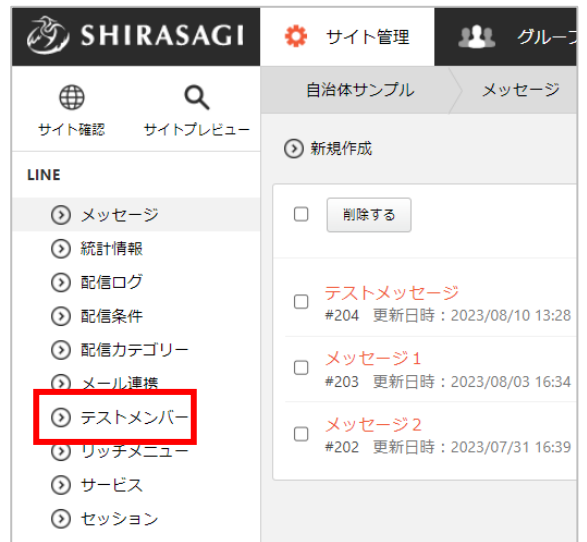 SHIRASAGI
サイト管理
グルー
サイト確認
サイトプレビュー
自治体サンプル
メッセージ
LINE
メッセージ
統計情報
配信ログ
配信条件
配信カテゴリー
メール連携
テストメンバー
リッチメニュー
サービス
セッション
新規作成
削除する
テストメッセージ
#204 更新日時：2023/08/10 13:28
メッセージ１
#203 更新日時：2023/08/03 16:34
メッセージ２
#202 更新日時：2023/07/31 16:39